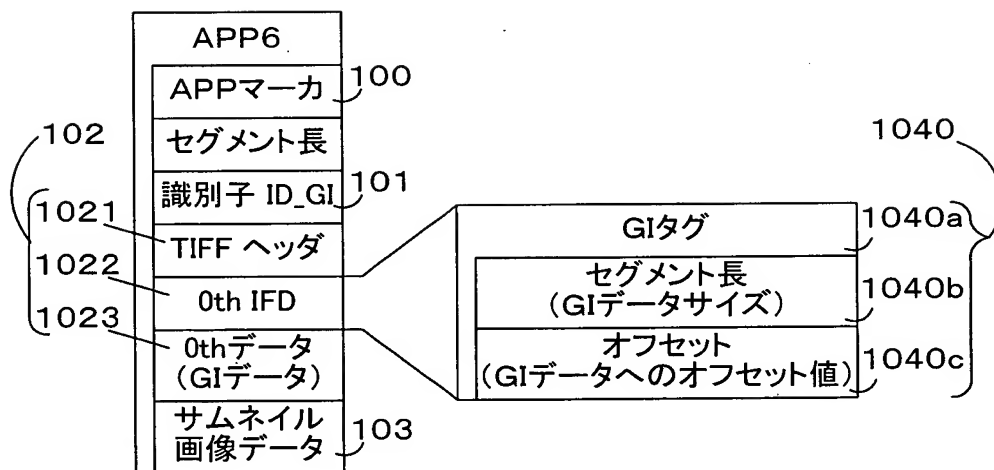 APP6
APPマーカ
100
セグメント長
102
識別子 ID_GI
101
1021
TIFF ヘッダ
1022
0th IFD
1023
0thデータ
(GIデータ)
サムネイル
画像データ
103
1040
GIタグ
1040a
セグメント長
(GIデータサイズ)
1040b
オフセット
(GIデータへのオフセット値)
1040c